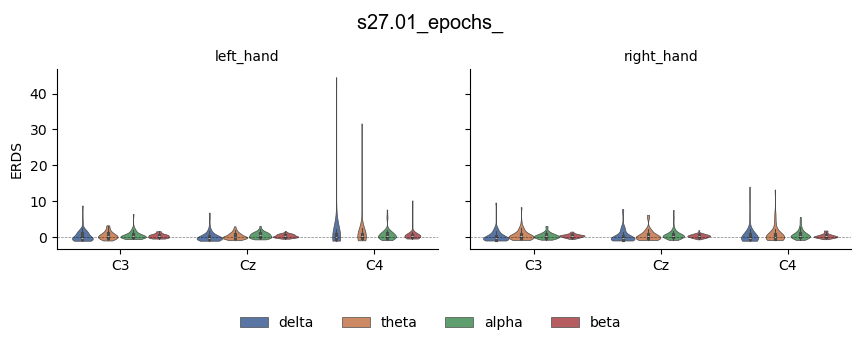 s27.01_epochs_
left_hand
right_hand
ERDS
40
30
20
10
0
C3
Cz
C4
C3
Cz
C4
delta
theta
alpha
beta